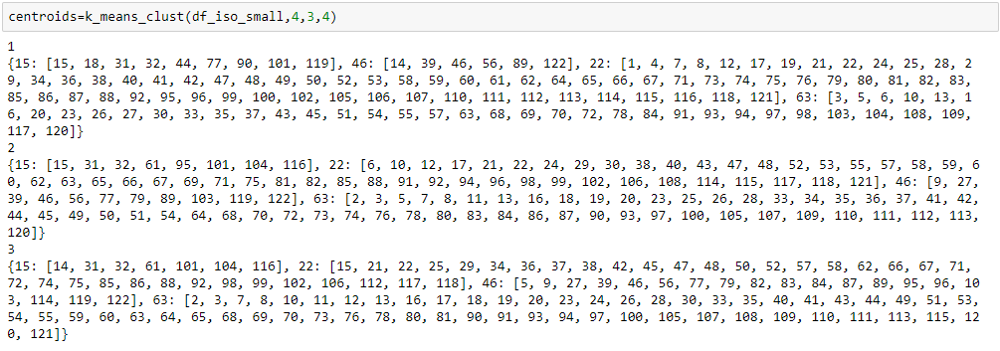 centroids=k_means_clust(df_iso_small,4,3,4)
1
{15: [15, 18, 31, 32, 44, 77, 90, 101, 119], 46: [14, 39, 46, 56, 89, 122], 22: [1, 4, 7, 8, 12, 17, 19, 21, 22, 24, 25, 28, 2
9, 34, 36, 38, 40, 41, 42, 47, 48, 49, 50, 52, 53, 58, 59, 60, 61, 62, 64, 65, 66, 67, 71, 73, 74, 75, 76, 79, 80, 81, 82, 83,
85, 86, 87, 88, 92, 95, 96, 99, 100, 102, 105, 106, 107, 110, 111, 112, 113, 114, 115, 116, 118, 121], 63: [3, 5, 6, 10, 13, 1
6, 20, 23, 26, 27, 30, 33, 35, 37, 43, 45, 51, 54, 55, 57, 63, 68, 69, 70, 72, 78, 84, 91, 93, 94, 97, 98, 103, 104, 108, 109,
117, 120]}
2
{15: [15, 31, 32, 61, 95, 101, 104, 116], 22: [6, 10, 12, 17, 21, 22, 24, 29, 30, 38, 40, 43, 47, 48, 52, 53, 55, 57, 58, 59, 6
0, 62, 63, 65, 66, 67, 69, 71, 75, 81, 82, 85, 88, 91, 92, 94, 96, 98, 99, 102, 106, 108, 114, 115, 117, 118, 121], 46: [9, 27,
39, 46, 56, 77, 79, 89, 103, 119, 122], 63: [2, 3, 5, 7, 8, 11, 13, 16, 18, 19, 20, 23, 25, 26, 28, 33, 34, 35, 36, 37, 41, 42,
44, 45, 49, 50, 51, 54, 64, 68, 70, 72, 73, 74, 76, 78, 80, 83, 84, 86, 87, 90, 93, 97, 100, 105, 107, 109, 110, 111, 112, 113,
120]}
3
{15: [14, 31, 32, 61, 101, 104, 116], 22: [15, 21, 22, 25, 29, 34, 36, 37, 38, 42, 45, 47, 48, 50, 52, 57, 58, 62, 66, 67, 71,
72, 74, 75, 85, 86, 88, 92, 98, 99, 102, 106, 112, 117, 118], 46: [5, 9, 27, 39, 46, 56, 77, 79, 82, 83, 84, 87, 89, 95, 96, 10
3, 114, 119, 122], 63: [2, 3, 7, 8, 10, 11, 12, 13, 16, 17, 18, 19, 20, 23, 24, 26, 28, 30, 33, 35, 40, 41, 43, 44, 49, 51, 53,
54, 55, 59, 60, 63, 64, 65, 68, 69, 70, 73, 76, 78, 80, 81, 90, 91, 93, 94, 97, 100, 105, 107, 108, 109, 110, 111, 113, 115, 12
0, 121]}